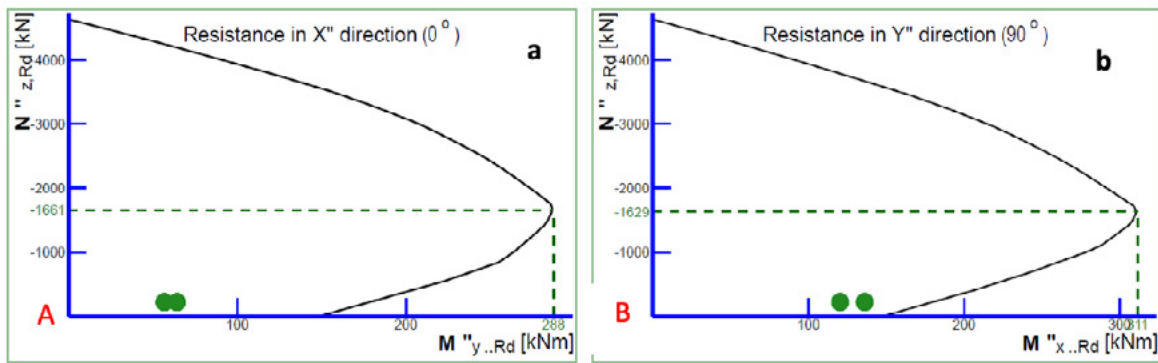 Resistance in X" direction (0°)
a
N" z,Rd [kN]
-4000
-3000
-2000
-1661
-1000
A
100
200
288
M "y ..Rd [kNm]
Resistance in Y" direction (90°)
b
N" z,Rd [kN]
-4000
-3000
-2000
-1629
-1000
B
100
200
300
311
M "x ..Rd [kNm]